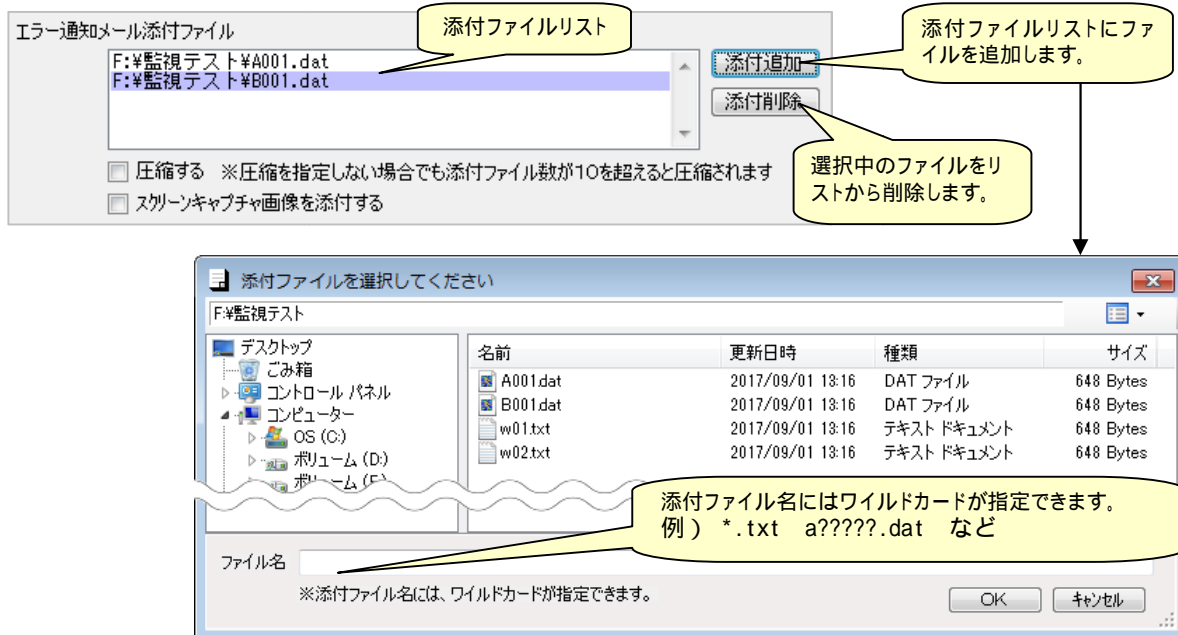 エラー通知メール添付ファイル
添付ファイルリスト
添付ファイルリストにファ
イルを追加します。
F:¥監視テスト¥A001.dat
F:¥監視テスト¥B001.dat
添付追加
添付削除
選択中のファイルをリ
ストから削除します。
圧縮する ※圧縮を指定しない場合でも添付ファイル数が10を超えると圧縮されます
スクリーンキャプチャ画像を添付する
添付ファイルを選択してください
F:¥監視テスト
デスクトップ
ごみ箱
コントロール パネル
コンピューター
OS (C:)
ボリューム (D:)
名前 更新日時 種類 サイズ
A001.dat 2017/09/01 13:16 DAT ファイル 648 Bytes
B001.dat 2017/09/01 13:16 DAT ファイル 648 Bytes
w01.txt 2017/09/01 13:16 テキスト ドキュメント 648 Bytes
w02.txt 2017/09/01 13:16 テキスト ドキュメント 648 Bytes
添付ファイル名にはワイルドカードが指定できます。
例） *.txt a?????.dat など
ファイル名
※添付ファイル名には、ワイルドカードが指定できます。
OK キャンセル